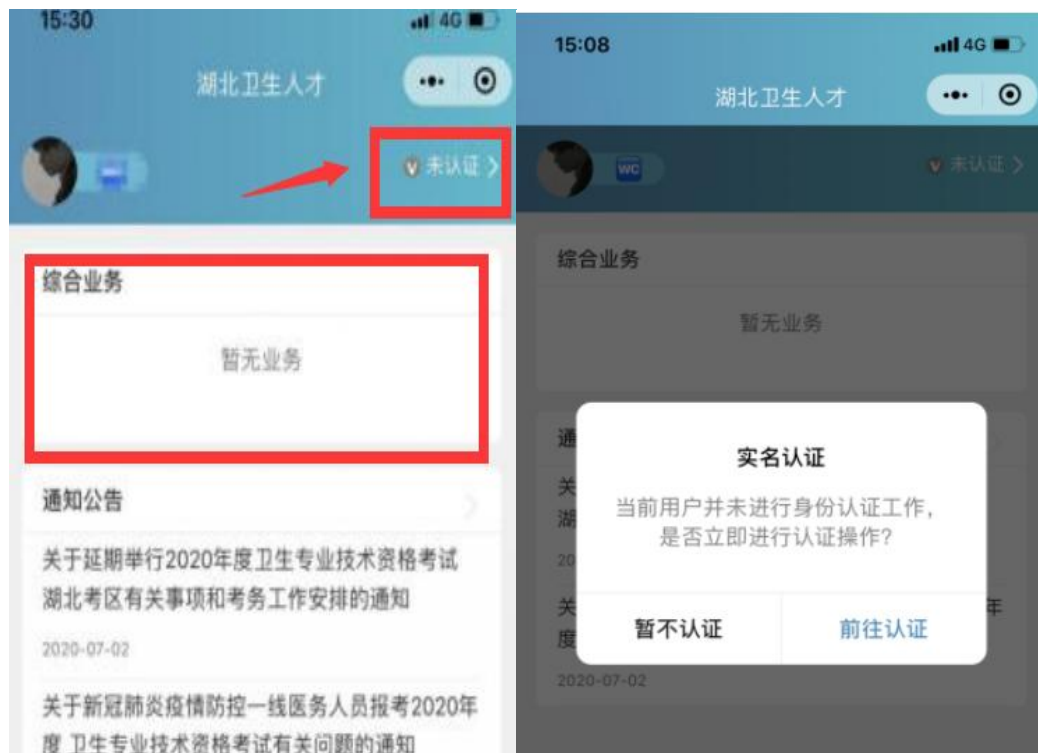 15:30
4G
湖北卫生人才
未认证
综合业务
暂无业务
通知公告
关于延期举行2020年度卫生专业技术资格考试
湖北考区有关事项和考务工作安排的通知
2020-07-02
关于新冠肺炎疫情防控一线医务人员报考2020年
度 卫生专业技术资格考试有关问题的通知
15:08
4G
湖北卫生人才
WC
未认证
综合业务
暂无业务
通
关
湖
20
实名认证
当前用户并未进行身份认证工作，
是否立即进行认证操作?
暂不认证
前往认证
关
年
度
2020-07-02